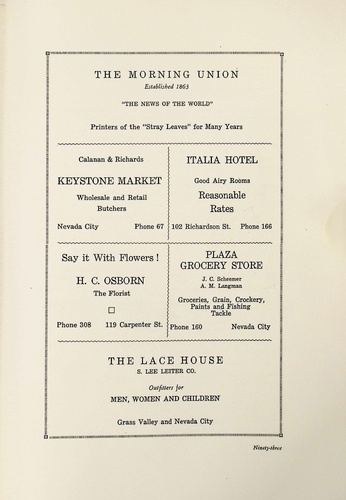 THE MORNING UNION
Established 1863
"THE NEWS OF THE WORLD"
Printers of the "Stray Leaves" for Many Years
Calanan & Richards
KEYSTONE MARKET
Wholesale and Retail
Butchers
Nevada City Phone 67
ITALIA HOTEL
Good Airy Rooms
Reasonable
Rates
102 Richardson St. Phone 166
Say it With Flowers!
H. C. OSBORN
The Florist
Phone 308 119 Carpenter St.
PLAZA
GROCERY STORE
J. C. Scheemer
A. M. Langman
Groceries, Grain, Crockery,
Paints and Fishing
Tackle
Phone 160 Nevada City
THE LACE HOUSE
S. LEE LEITER CO.
Outfitters for
MEN, WOMEN AND CHILDREN
Grass Valley and Nevada City
Ninety-three